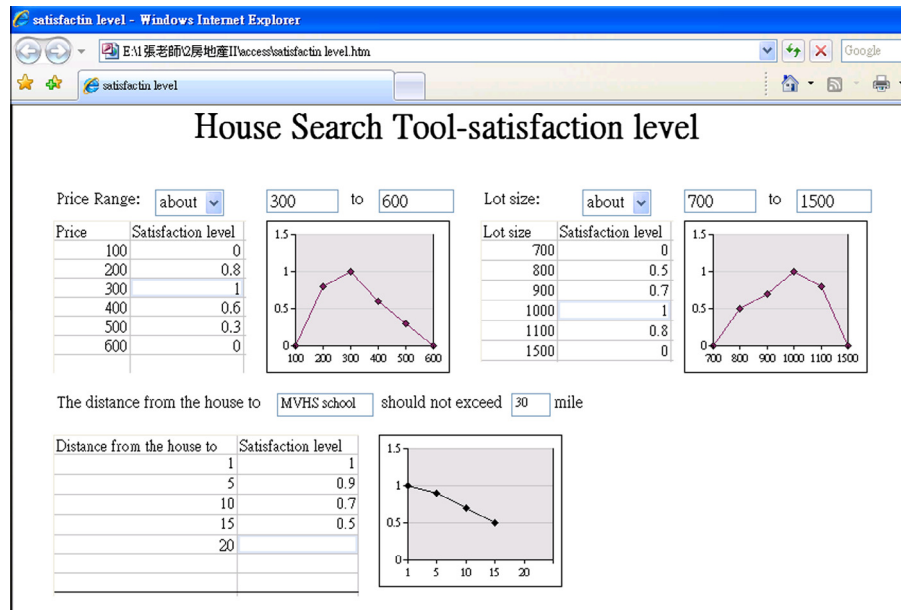 satisfactin level - Windows Internet Explorer
E:\1張老師\2房地產II\access\satisfactin level.htm
Google
satisfactin level
House Search Tool-satisfaction level
Price Range: about 300 to 600
Lot size: about 700 to 1500
Price Satisfaction level
100 0
200 0.8
300 1
400 0.6
500 0.3
600 0
1.5
1
0.5
0
100 200 300 400 500 600
Lot size Satisfaction level
700 0
800 0.5
900 0.7
1000 1
1100 0.8
1500 0
1.5
1
0.5
0
700 800 900 1000 1100 1500
The distance from the house to MVHS school should not exceed 30 mile
Distance from the house to Satisfaction level
1 1
5 0.9
10 0.7
15 0.5
20
1.5
1
0.5
0
1 5 10 15 20